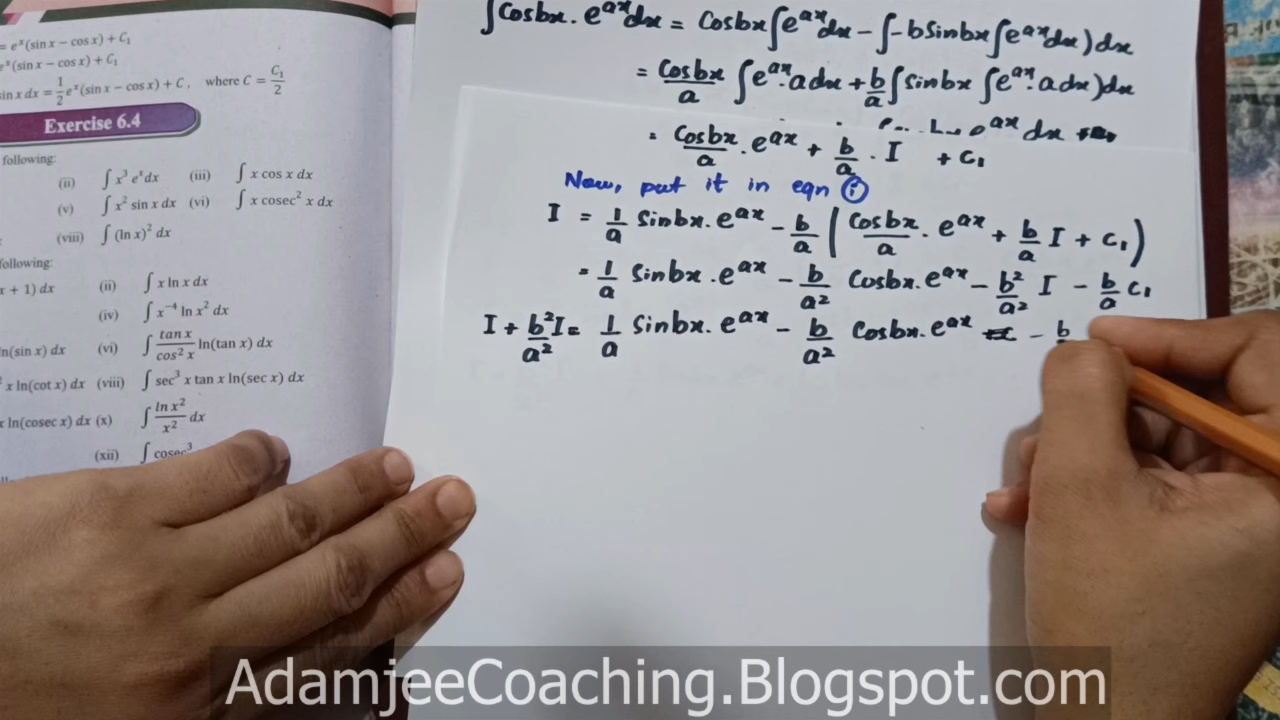 = eˣ(sin x − cos x) + C₁
eˣ(sin x − cos x) + C₁
sin x dx = 1/2 eˣ(sin x − cos x) + C, where C = C₁/2
Exercise 6.4
following:
(ii) ∫ x³ eˣ dx (iii) ∫ x cos x dx
(v) ∫ x² sin x dx (vi) ∫ x cosec² x dx
(viii) ∫ (ln x)² dx
following:
x + 1) dx (ii) ∫ x ln x dx
(iv) ∫ x⁻⁴ ln x² dx
ln(sin x) dx (vi) ∫ tan x/cos² x ln(tan x) dx
x ln(cot x) dx (viii) ∫ sec³ x tan x ln(sec x) dx
x ln(cosec x) dx (x) ∫ ln x²/x² dx
(xii) ∫ cosec³
∫Cosbx . eᵃˣdx = Cosbx∫eᵃˣdx − ∫-bSinbx∫eᵃˣdx)dx
= Cosbx/a ∫eᵃˣ.adx + b/a ∫Sinbx ∫eᵃˣ.adx)dx
eᵃˣ dx
= Cosbx/a . eᵃˣ + b/a . I + C₁
Now, put it in eqn (i)
I = 1/a Sinbx.eᵃˣ − b/a (Cosbx/a . eᵃˣ + b/a I + C₁)
= 1/a Sinbx.eᵃˣ − b/a² Cosbx.eᵃˣ − b²/a² I − b/a C₁
I + b²/a² I = 1/a Sinbx.eᵃˣ − b/a² Cosbx.eᵃˣ − b
AdamjeeCoaching.Blogspot.com